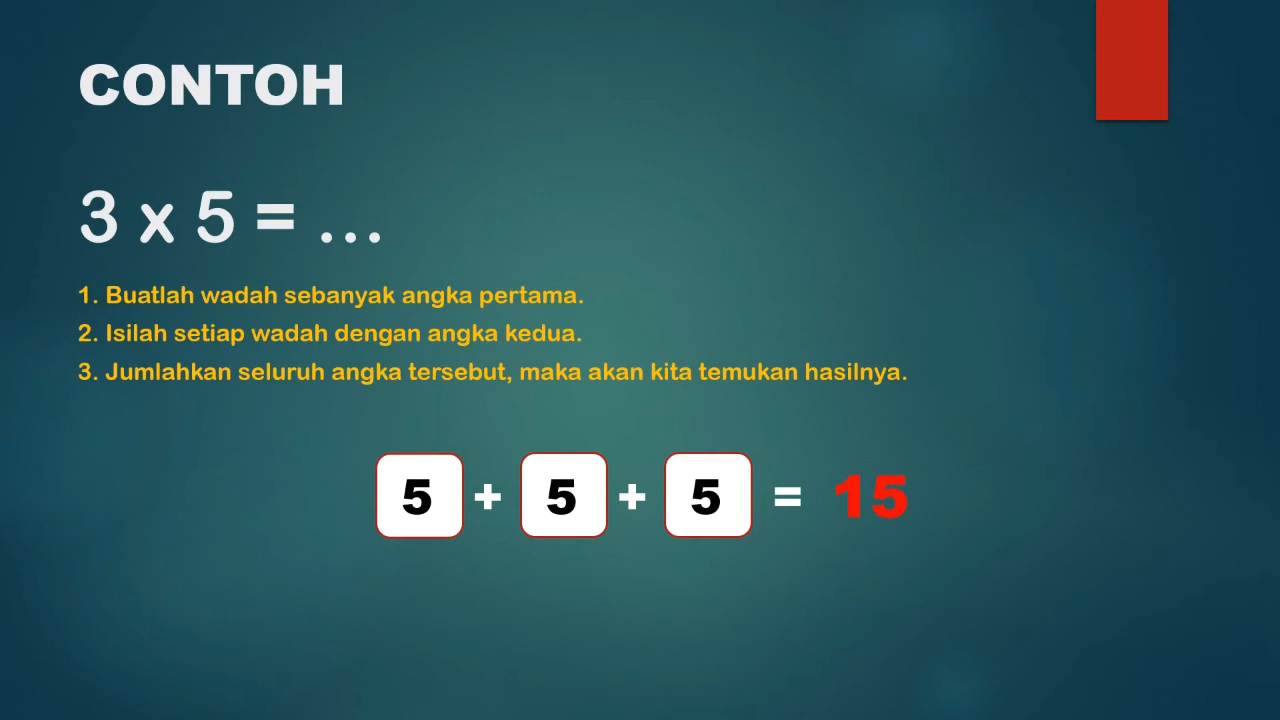 CONTOH
3 x 5 = ...
1. Buatlah wadah sebanyak angka pertama.
2. Isilah setiap wadah dengan angka kedua.
3. Jumlahkan seluruh angka tersebut, maka akan kita temukan hasilnya.
5 + 5 + 5 = 15